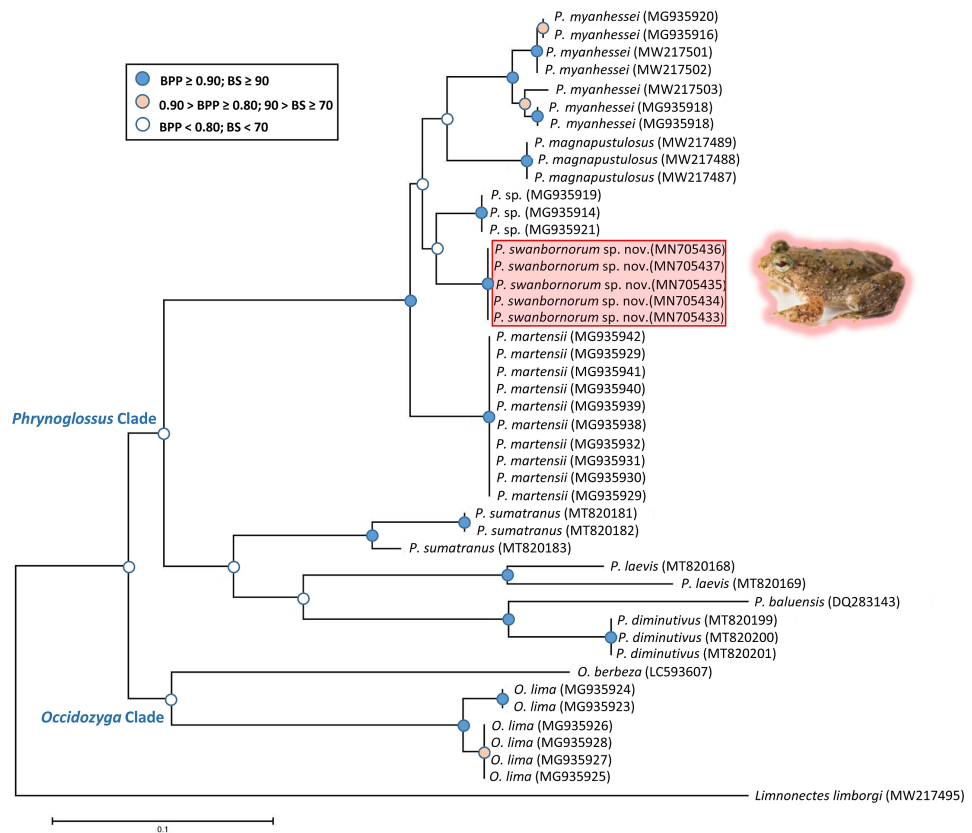 P. myanhessei (MG935920)
P. myanhessei (MG935916)
P. myanhessei (MW217501)
P. myanhessei (MW217502)
P. myanhessei (MW217503)
P. myanhessei (MG935918)
P. myanhessei (MG935918)
BPP ≥ 0.90; BS ≥ 90
0.90 > BPP ≥ 0.80; 90 > BS ≥ 70
BPP < 0.80; BS < 70
P. magnapustulosus (MW217489)
P. magnapustulosus (MW217488)
P. magnapustulosus (MW217487)
P. sp. (MG935919)
P. sp. (MG935914)
P. sp. (MG935921)
P. swanbornorum sp. nov.(MN705436)
P. swanbornorum sp. nov.(MN705437)
P. swanbornorum sp. nov.(MN705435)
P. swanbornorum sp. nov.(MN705434)
P. swanbornorum sp. nov.(MN705433)
P. martensii (MG935942)
P. martensii (MG935929)
P. martensii (MG935941)
P. martensii (MG935940)
P. martensii (MG935939)
P. martensii (MG935938)
P. martensii (MG935932)
P. martensii (MG935931)
P. martensii (MG935930)
P. martensii (MG935929)
Phrynoglossus Clade
P. sumatranus (MT820181)
P. sumatranus (MT820182)
P. sumatranus (MT820183)
P. laevis (MT820168)
P. laevis (MT820169)
P. baluensis (DQ283143)
P. diminutivus (MT820199)
P. diminutivus (MT820200)
P. diminutivus (MT820201)
O. berbeza (LC593607)
O. lima (MG935924)
O. lima (MG935923)
Occidozyga Clade
O. lima (MG935926)
O. lima (MG935928)
O. lima (MG935927)
O. lima (MG935925)
Limnonectes limborgi (MW217495)
0.1